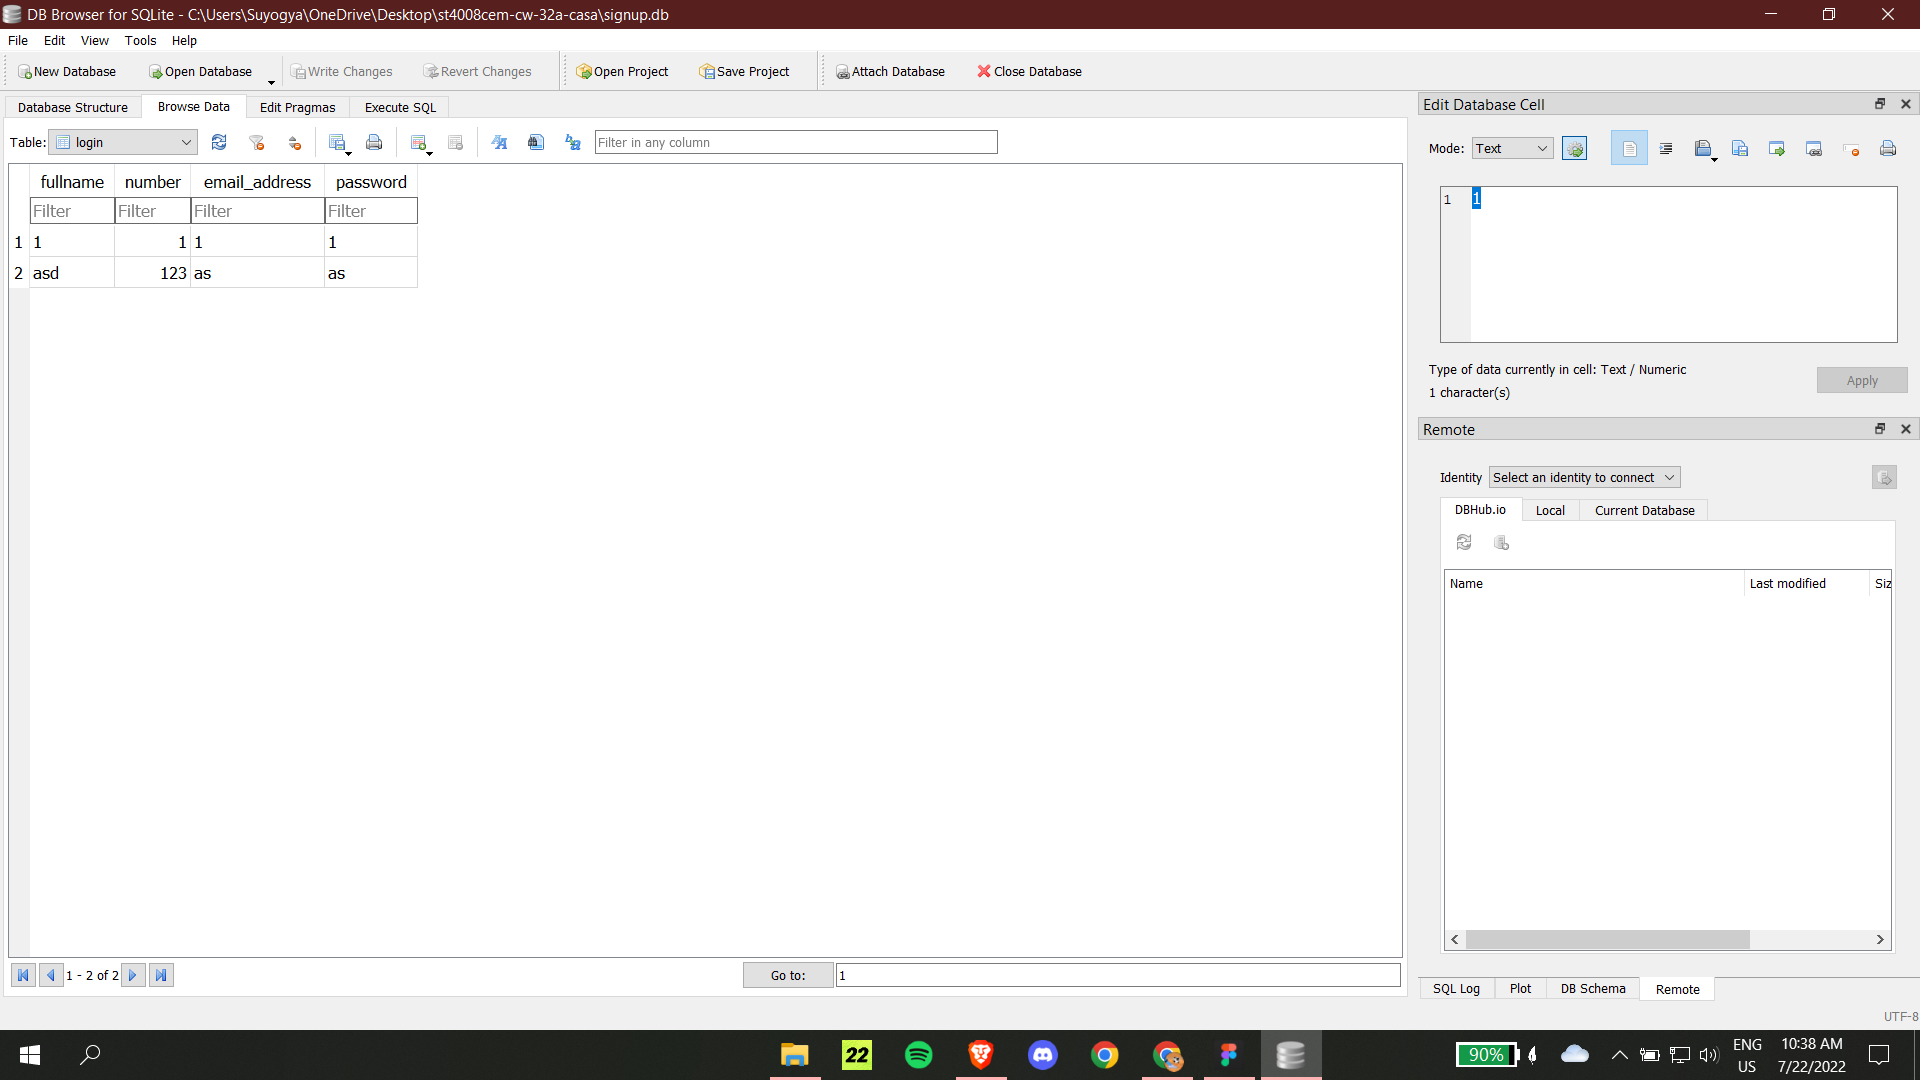 DB Browser for SQLite - C:\Users\Suyogya\OneDrive\Desktop\st4008cem-cw-32a-casa\signup.db
File Edit View Tools Help
New Database Open Database Write Changes Revert Changes Open Project Save Project Attach Database Close Database
Database Structure Browse Data Edit Pragmas Execute SQL
Table: login Filter in any column
fullname number email_address password
Filter Filter Filter Filter
1 1 1 1 1
2 asd 123 as as
1 - 2 of 2 Go to: 1
Edit Database Cell
Mode: Text
1 1
Type of data currently in cell: Text / Numeric
1 character(s)
Apply
Remote
Identity Select an identity to connect
DBHub.io Local Current Database
Name Last modified Siz
SQL Log Plot DB Schema Remote
UTF-8
22
90%
ENG
US
10:38 AM
7/22/2022